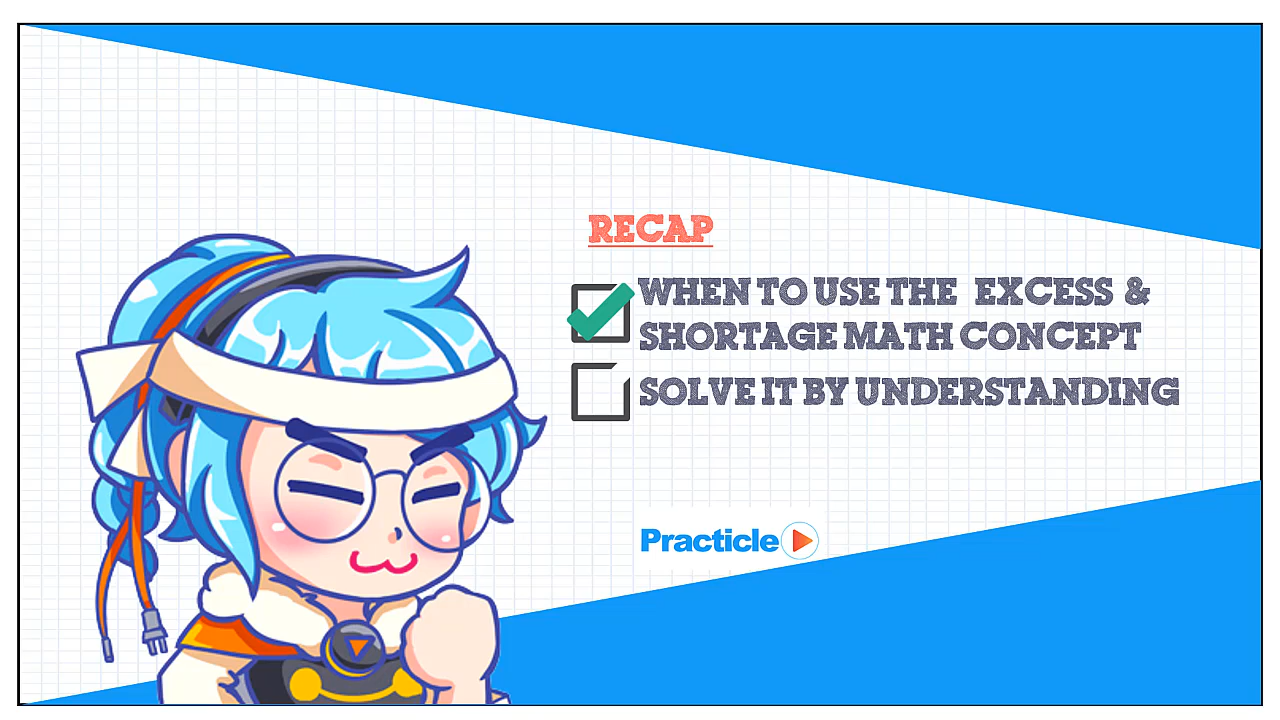 RECAP
WHEN TO USE THE EXCESS &
SHORTAGE MATH CONCEPT
SOLVE IT BY UNDERSTANDING
Practicle